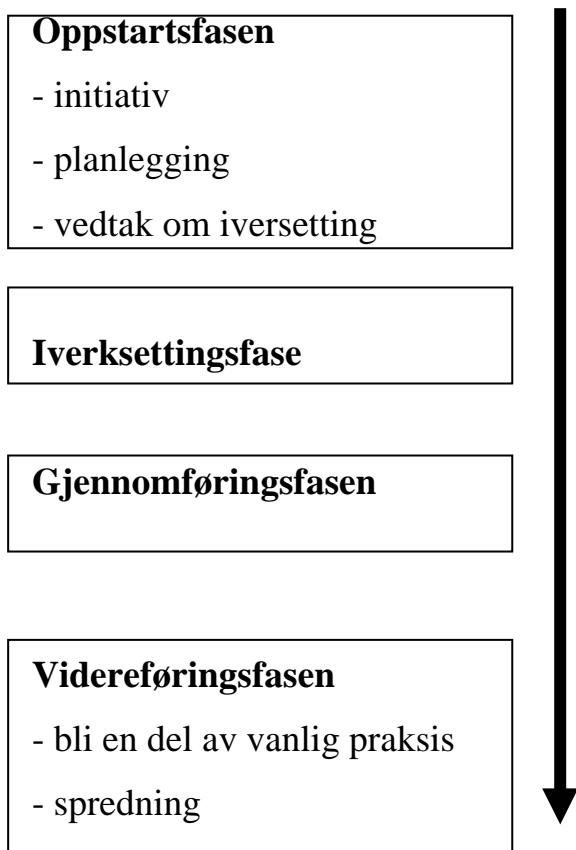 Oppstartsfasen
- initiativ
- planlegging
- vedtak om iversetting
Iverksettingsfase
Gjennomføringsfasen
Videreføringsfasen
- bli en del av vanlig praksis
- spredning